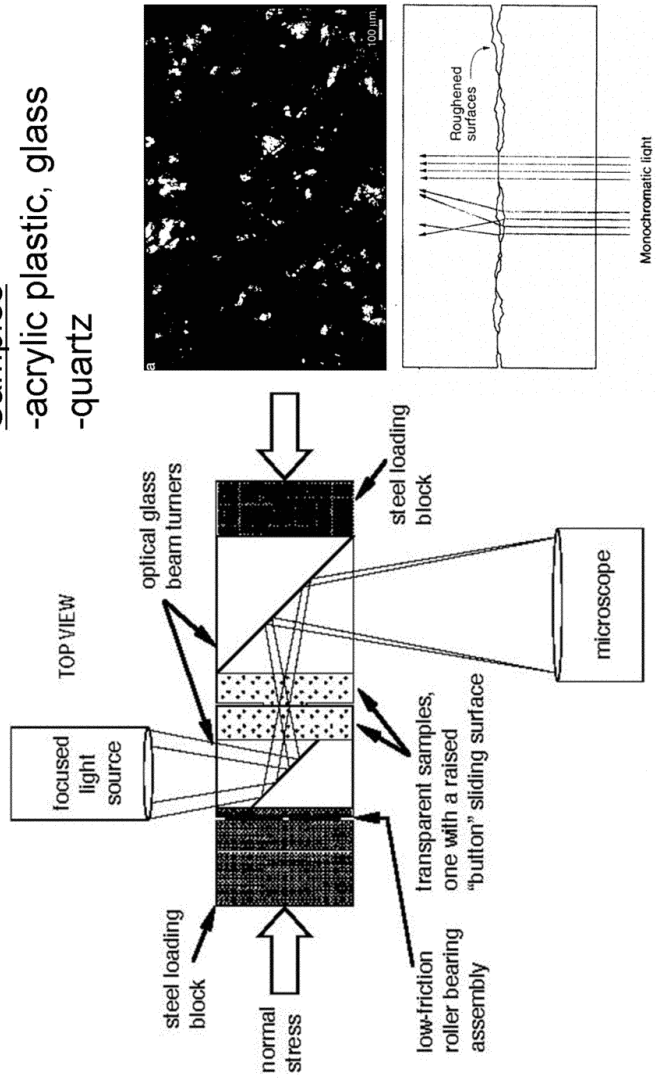 -acrylic plastic, glass
-quartz
TOP VIEW
focused
light
source
optical glass
beam turners
steel loading
block
normal
stress
steel loading
block
low-friction
roller bearing
assembly
transparent samples,
one with a raised
"button" sliding surface
microscope
a
100 µm
Roughened
surfaces
Monochromatic light